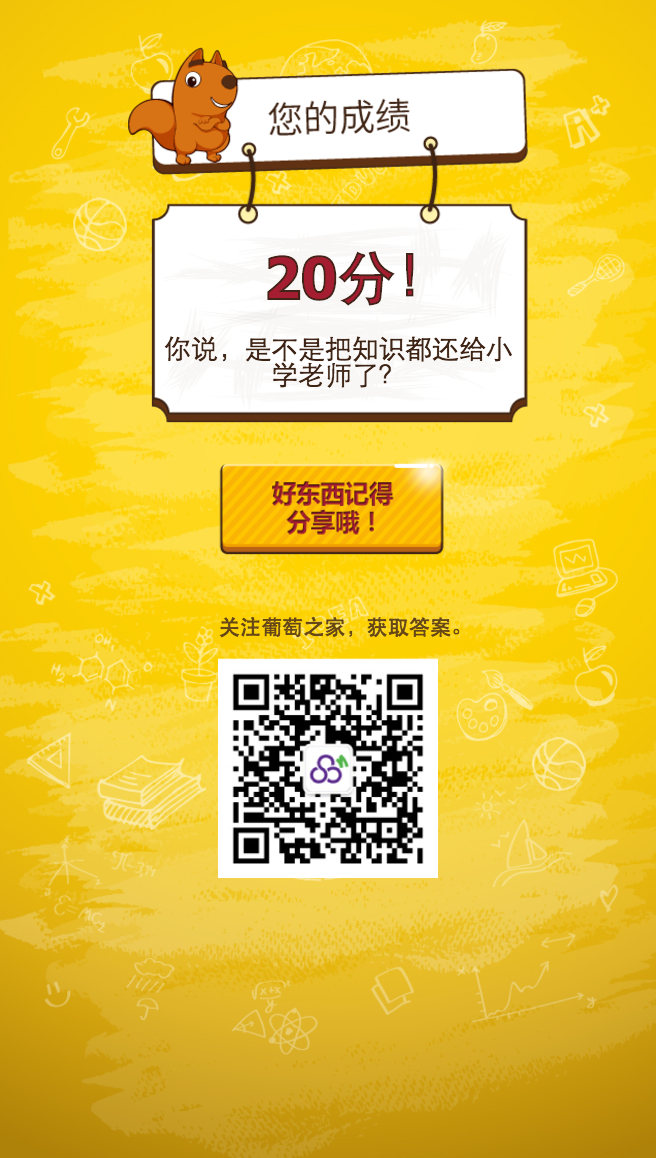 您的成绩
20分！
你说，是不是把知识都还给小
学老师了？
好东西记得
分享哦！
关注葡萄之家，获取答案。